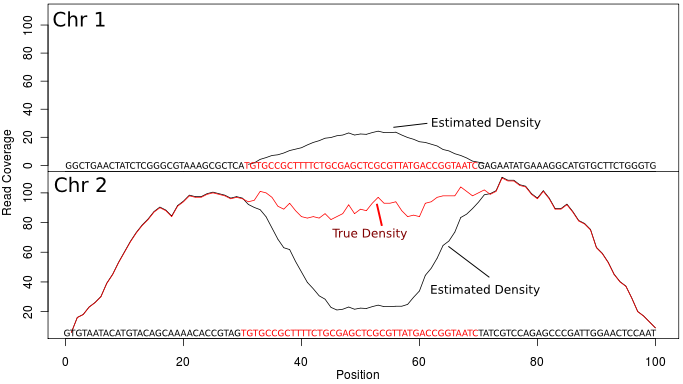 Chr 1
100
80
60
40
20
0
Estimated Density
GGCTGAACTATCTCGGGCGTAAAGCGCTCATGTGCCGCTTTTCTGCGAGCTCGCGTTATGACCGGTAATCGAGAATATGAAAGGCATGTGCTTCTGGGTG
Read Coverage
Chr 2
100
80
60
40
20
True Density
Estimated Density
GTGTAATACATGTACAGCAAAACACCGTAGTGTGCCGCTTTTCTGCGAGCTCGCGTTATGACCGGTAATCTATCGTCCAGAGCCCGATTGGAACTCCAAT
0 20 40 60 80 100
Position